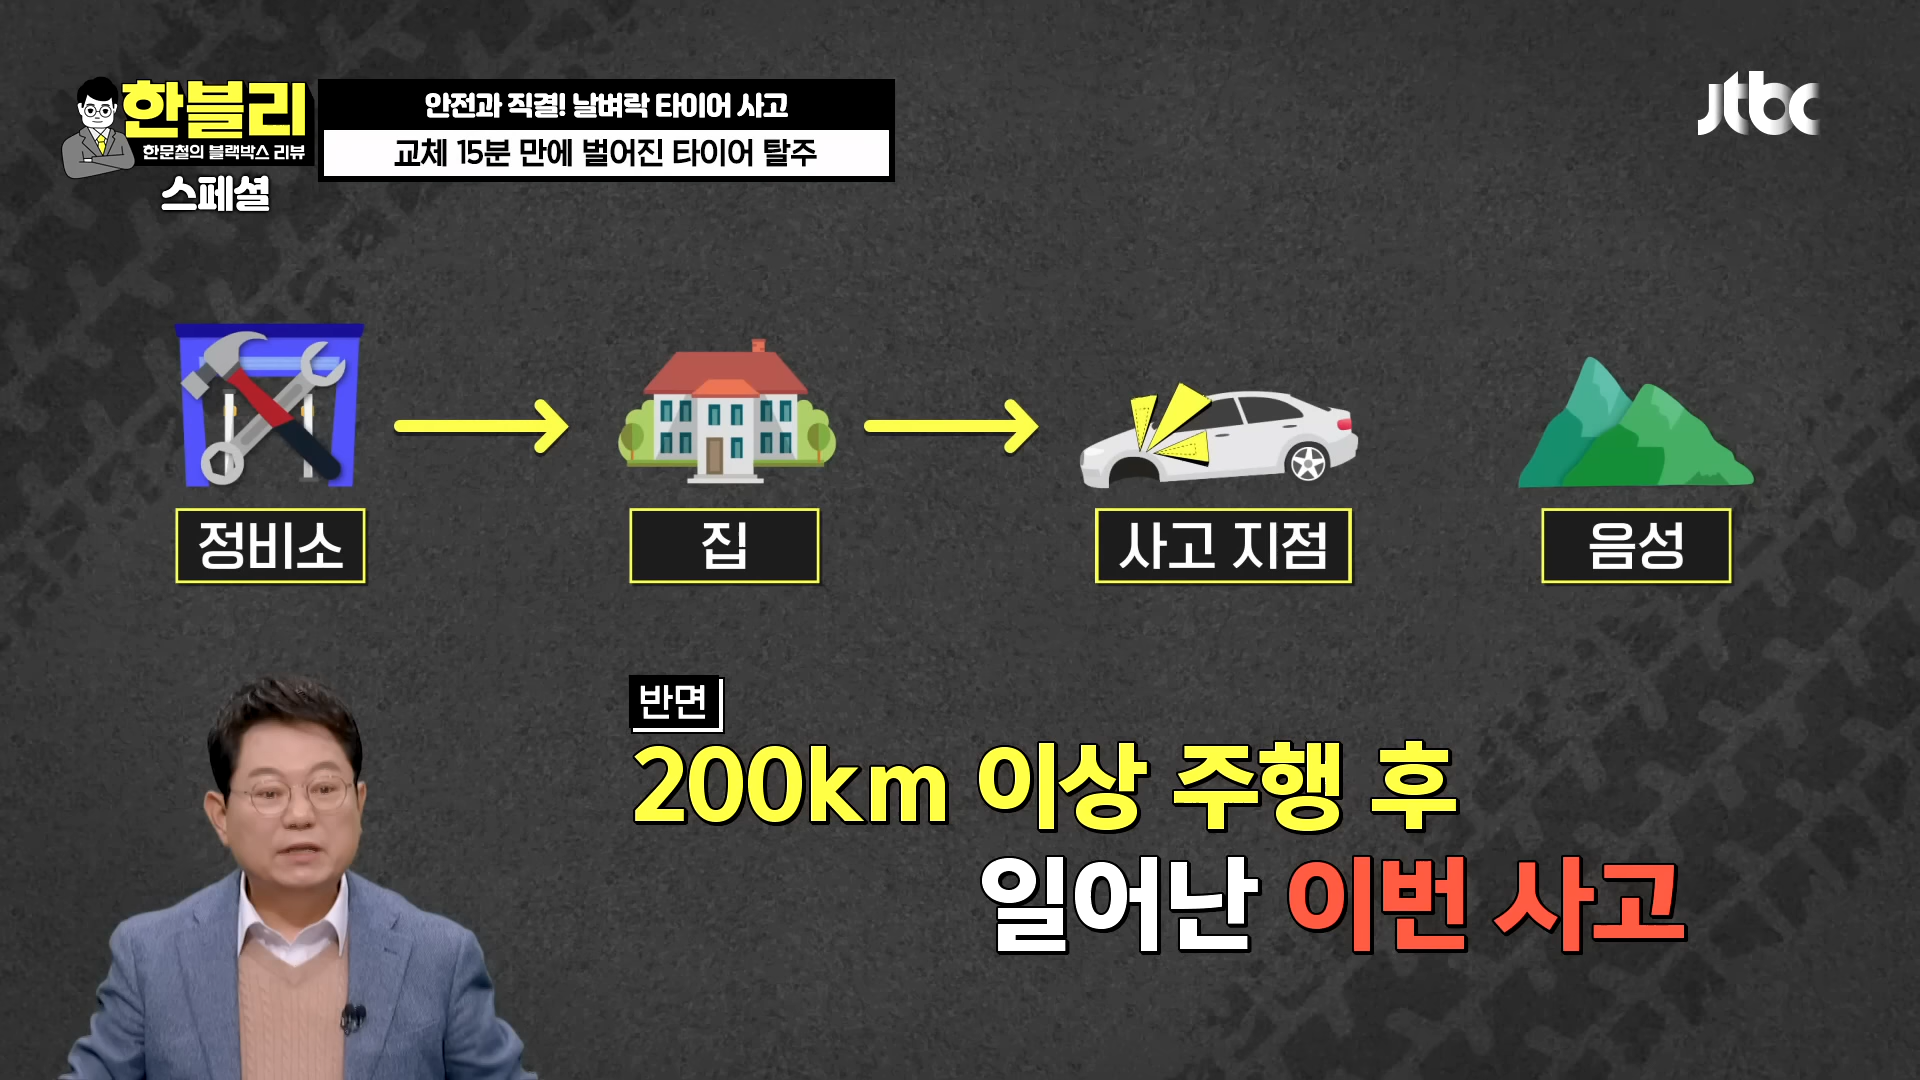 한블리
한문철의 블랙박스 리뷰
스페셜
안전과 직결! 날벼락 타이어 사고
교체 15분 만에 벌어진 타이어 탈주
jtbc
정비소
집
사고 지점
음성
반면
200km 이상 주행 후
일어난 이번 사고